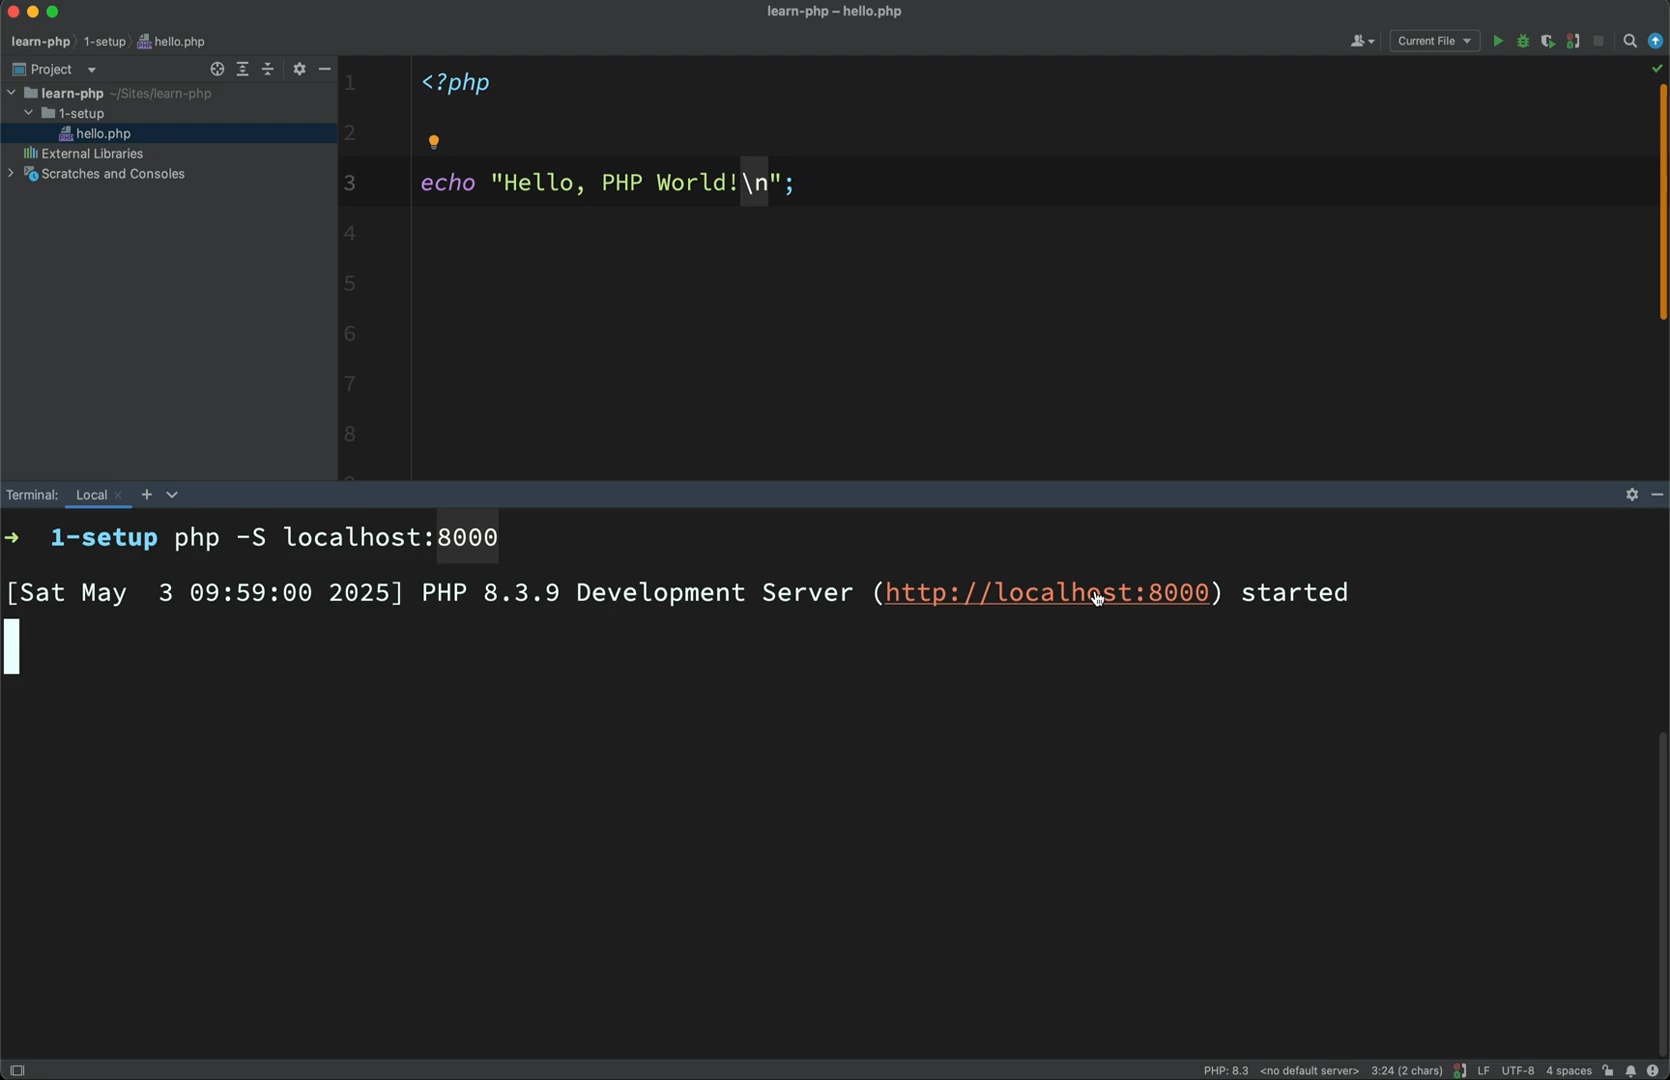 learn-php – hello.php
learn-php 1-setup hello.php
Current File
Project
learn-php ~/Sites/learn-php
1-setup
hello.php
External Libraries
Scratches and Consoles
1 <?php
2
3 echo "Hello, PHP World!\n";
4
5
6
7
8
Terminal: Local × +
→ 1-setup php -S localhost:8000
[Sat May  3 09:59:00 2025] PHP 8.3.9 Development Server (http://localhost:8000) started
PHP: 8.3 <no default server> 3:24 (2 chars) LF UTF-8 4 spaces